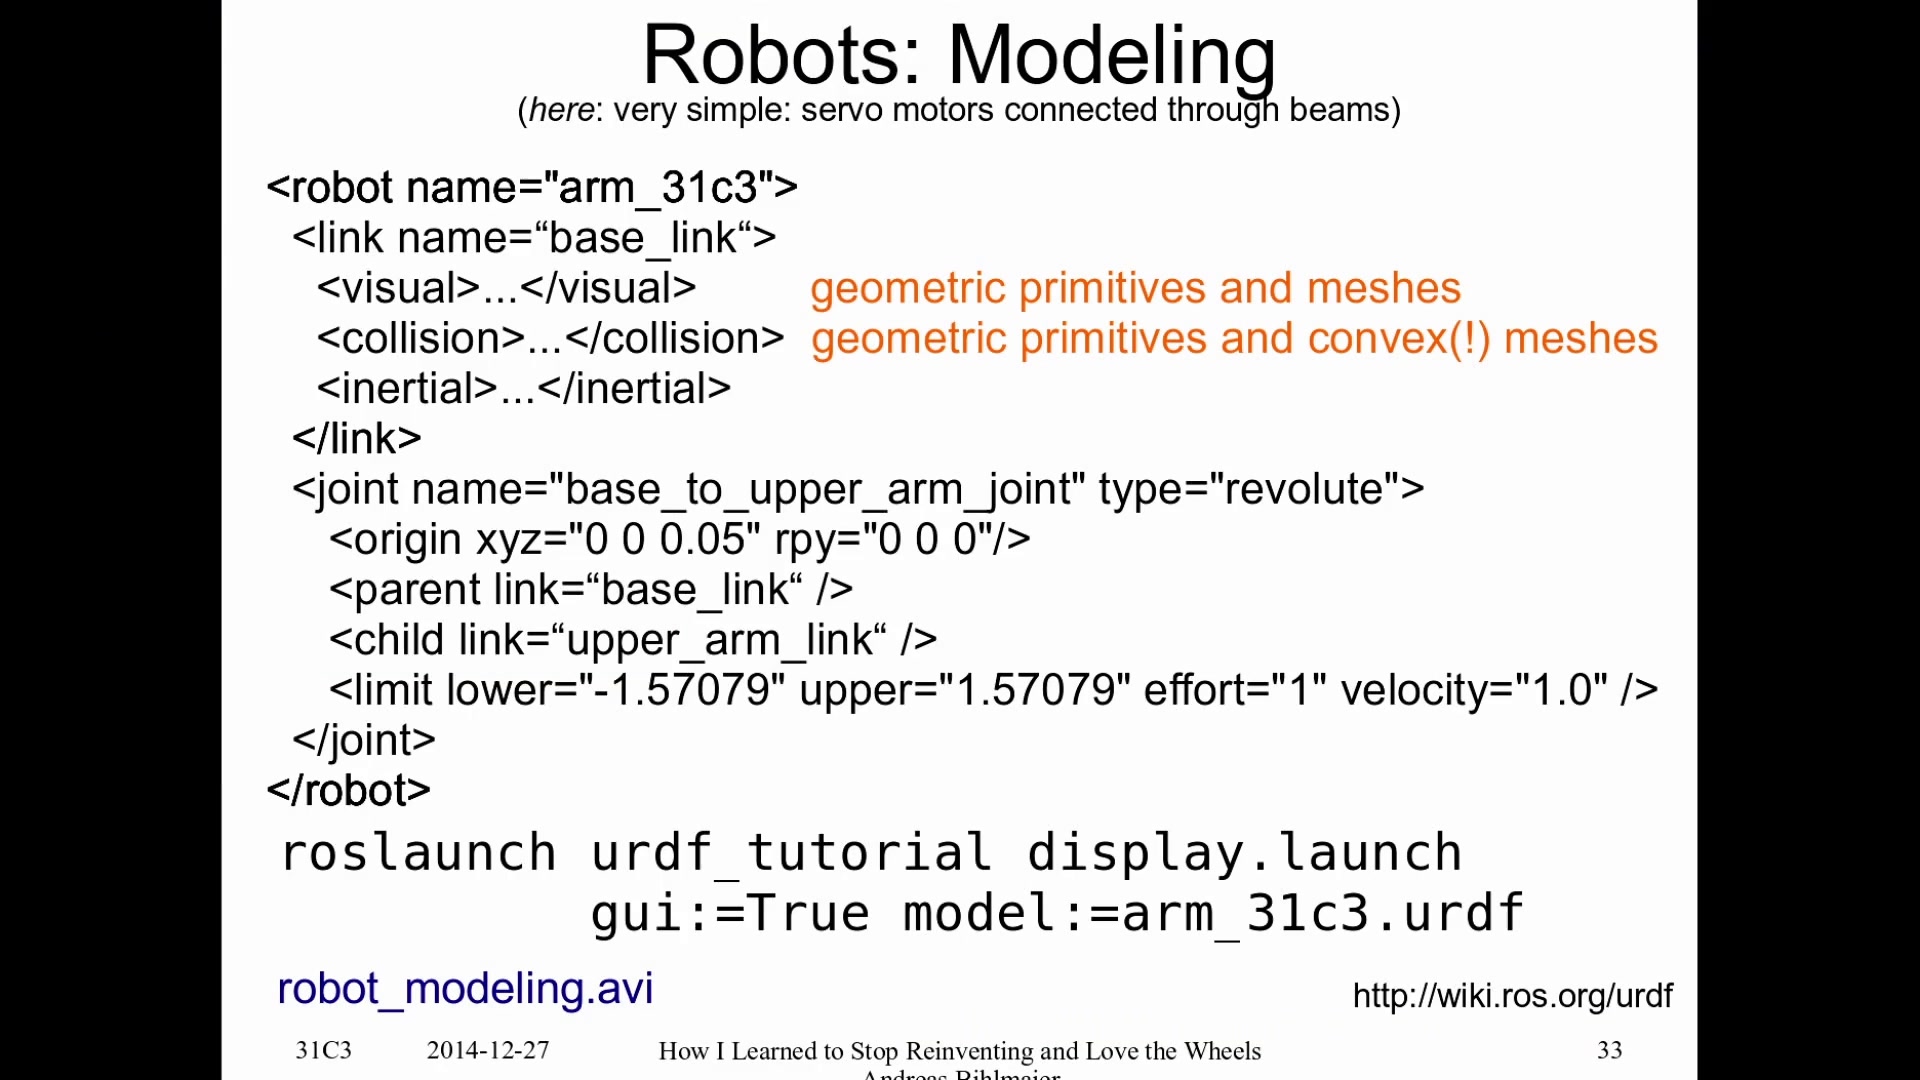 Robots: Modeling
(here: very simple: servo motors connected through beams)
<robot name="arm_31c3">
<link name=“base_link“>
<visual>...</visual> geometric primitives and meshes
<collision>...</collision> geometric primitives and convex(!) meshes
<inertial>...</inertial>
</link>
<joint name="base_to_upper_arm_joint" type="revolute">
<origin xyz="0 0 0.05" rpy="0 0 0"/>
<parent link=“base_link“ />
<child link=“upper_arm_link“ />
<limit lower="-1.57079" upper="1.57079" effort="1" velocity="1.0" />
</joint>
</robot>
roslaunch urdf_tutorial display.launch
gui:=True model:=arm_31c3.urdf
robot_modeling.avi
http://wiki.ros.org/urdf
31C3 2014-12-27 How I Learned to Stop Reinventing and Love the Wheels 33
Andreas Bihlmaier